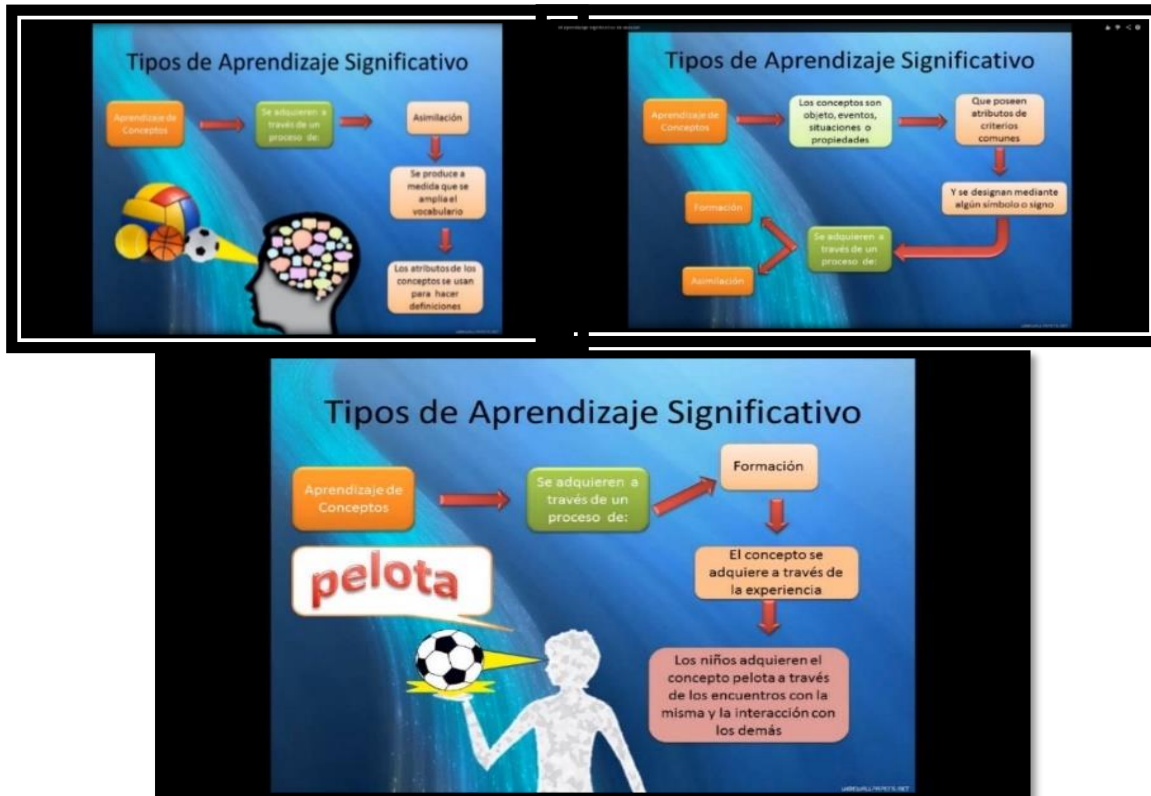 Tipos de Aprendizaje Significativo
Aprendizaje de
Conceptos
Se adquieren a
través de un
proceso de:
Asimilación
Se produce a
medida que se
amplia el
vocabulario
Los atributos de los
conceptos se usan
para hacer
definiciones
Tipos de Aprendizaje Significativo
Aprendizaje de
Conceptos
Los conceptos son
objeto, eventos,
situaciones o
propiedades
Que poseen
atributos de
criterios
comunes
Y se designan mediante
algún símbolo o signo
Se adquieren a
través de un
proceso de:
Formación
Asimilación
Tipos de Aprendizaje Significativo
Aprendizaje de
Conceptos
Se adquieren a
través de un
proceso de:
Formación
El concepto se
adquiere a través de
la experiencia
Los niños adquieren el
concepto pelota a través
de los encuentros con la
misma y la interacción con
los demás
pelota